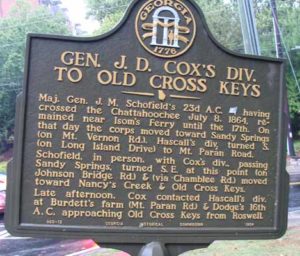 GEORGIA
1776
GEN. J. D. COX'S DIV.
TO OLD CROSS KEYS
Maj. Gen. J. M. Schofield's 23d A.C. having
crossed the Chattahoochee July 8, 1864, re-
mained near Isom's Ferry until the 17th. On
that day the corps moved toward Sandy Springs
(on Mt. Vernon Rd.). Hascall's div. turned S.
(on Long Island Drive) to Mt. Paran Road.
Schofield, in person, with Cox's div., passing
Sandy Springs, turned S.E. at this point (on
Johnson Bridge Rd.) & (via Chamblee Rd.) moved
toward Nancy's Creek & Old Cross Keys.
Late afternoon, Cox contacted Hascall's div.
at Burdett's farm (Mt. Paran Rd.) & Dodge's 16th
A.C. approaching Old Cross Keys from Roswell.
GEORGIA HISTORICAL COMMISSION